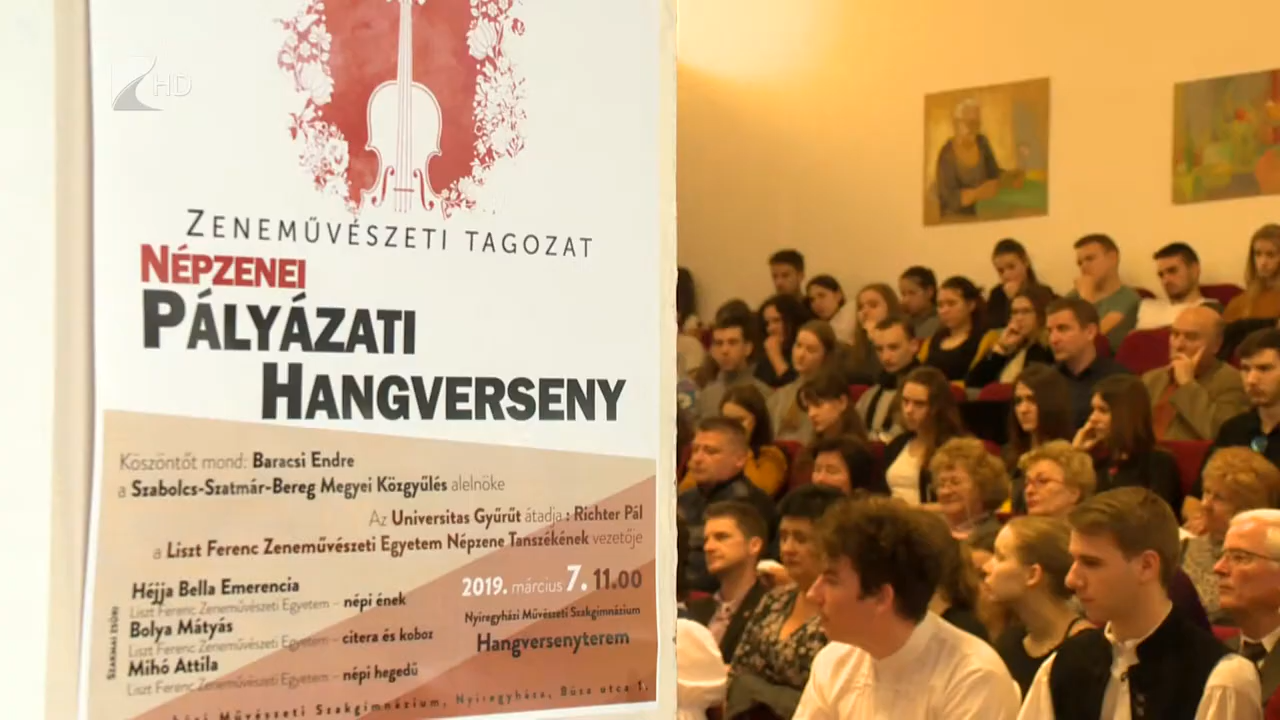 HD
ZENEMŰVÉSZETI TAGOZAT
NÉPZENEI
PÁLYÁZATI
HANGVERSENY
Köszöntőt mond: Baracsi Endre
a Szabolcs-Szatmár-Bereg Megyei Közgyűlés alelnöke
Az Universitas Gyűrűt átadja : Richter Pál
a Liszt Ferenc Zeneművészeti Egyetem Népzene Tanszékének vezetője
SZAKMAI ZSŰRI
Héjja Bella Emerencia
Liszt Ferenc Zeneművészeti Egyetem – népi ének
Bolya Mátyás
Liszt Ferenc Zeneművészeti Egyetem – citera és koboz
Mihó Attila
Liszt Ferenc Zeneművészeti Egyetem – népi hegedű
2019. március 7. 11.00
Nyíregyházi Művészeti Szakgimnázium
Hangversenyterem
Művészeti Szakgimnázium, Nyíregyháza, Búza utca 1.